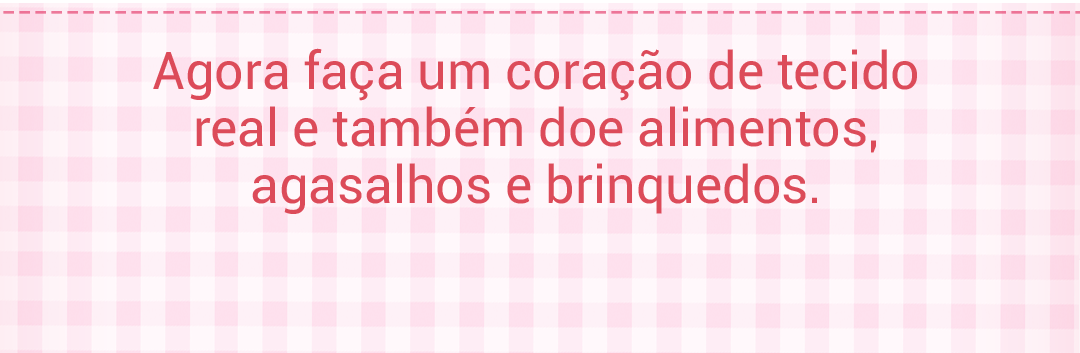 Agora faça um coração de tecido
real e também doe alimentos,
agasalhos e brinquedos.